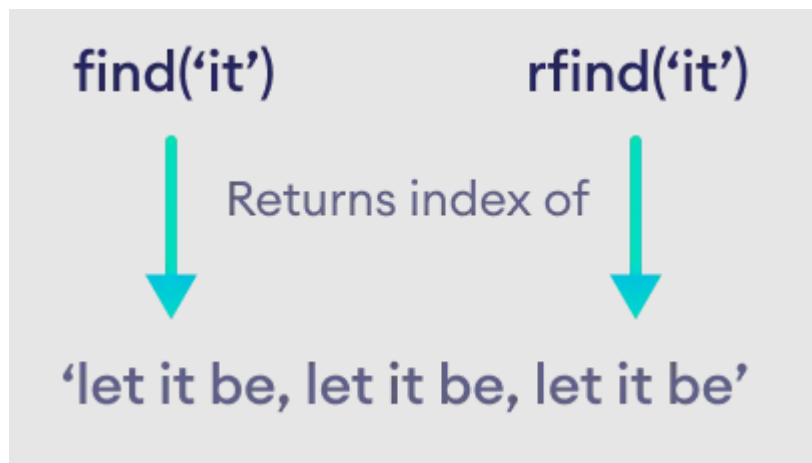 find(‘it’) rfind(‘it’)
Returns index of
‘let it be, let it be, let it be’